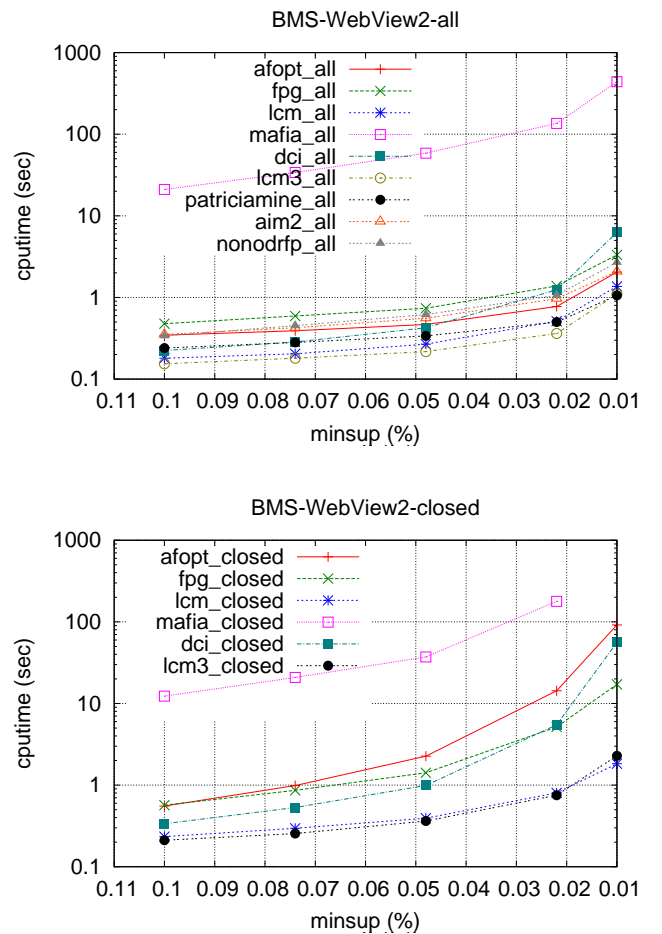 BMS-WebView2-all
1000
100
10
1
0.1
cputime (sec)
afopt_all
fpg_all
lcm_all
mafia_all
dci_all
lcm3_all
patriciamine_all
aim2_all
nonodrfp_all
0.11 0.1 0.09 0.08 0.07 0.06 0.05 0.04 0.03 0.02 0.01
minsup (%)
BMS-WebView2-closed
1000
100
10
1
0.1
cputime (sec)
afopt_closed
fpg_closed
lcm_closed
mafia_closed
dci_closed
lcm3_closed
0.11 0.1 0.09 0.08 0.07 0.06 0.05 0.04 0.03 0.02 0.01
minsup (%)